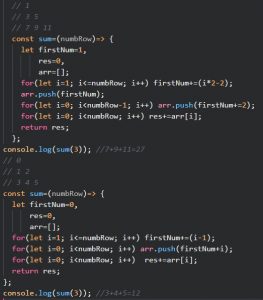 // 1
// 3 5
// 7 9 11
const sum=(numbRow)=> {
let firstNum=1,
res=0,
arr=[];
for(let i=1; i<=numbRow; i++) firstNum+=(i*2-2);
arr.push(firstNum);
for(let i=0; i<numbRow-1; i++) arr.push(firstNum+=2);
for(let i=0; i<numbRow; i++) res+=arr[i];
return res;
};
console.log(sum(3)); //7+9+11=27
// 0
// 1 2
// 3 4 5
const sum=(numbRow)=> {
let firstNum=0,
res=0,
arr=[];
for(let i=1; i<=numbRow; i++) firstNum+=(i-1);
for(let i=0; i<numbRow; i++) arr.push(firstNum+i);
for(let i=0; i<numbRow; i++) res+=arr[i];
return res;
};
console.log(sum(3)); //3+4+5=12